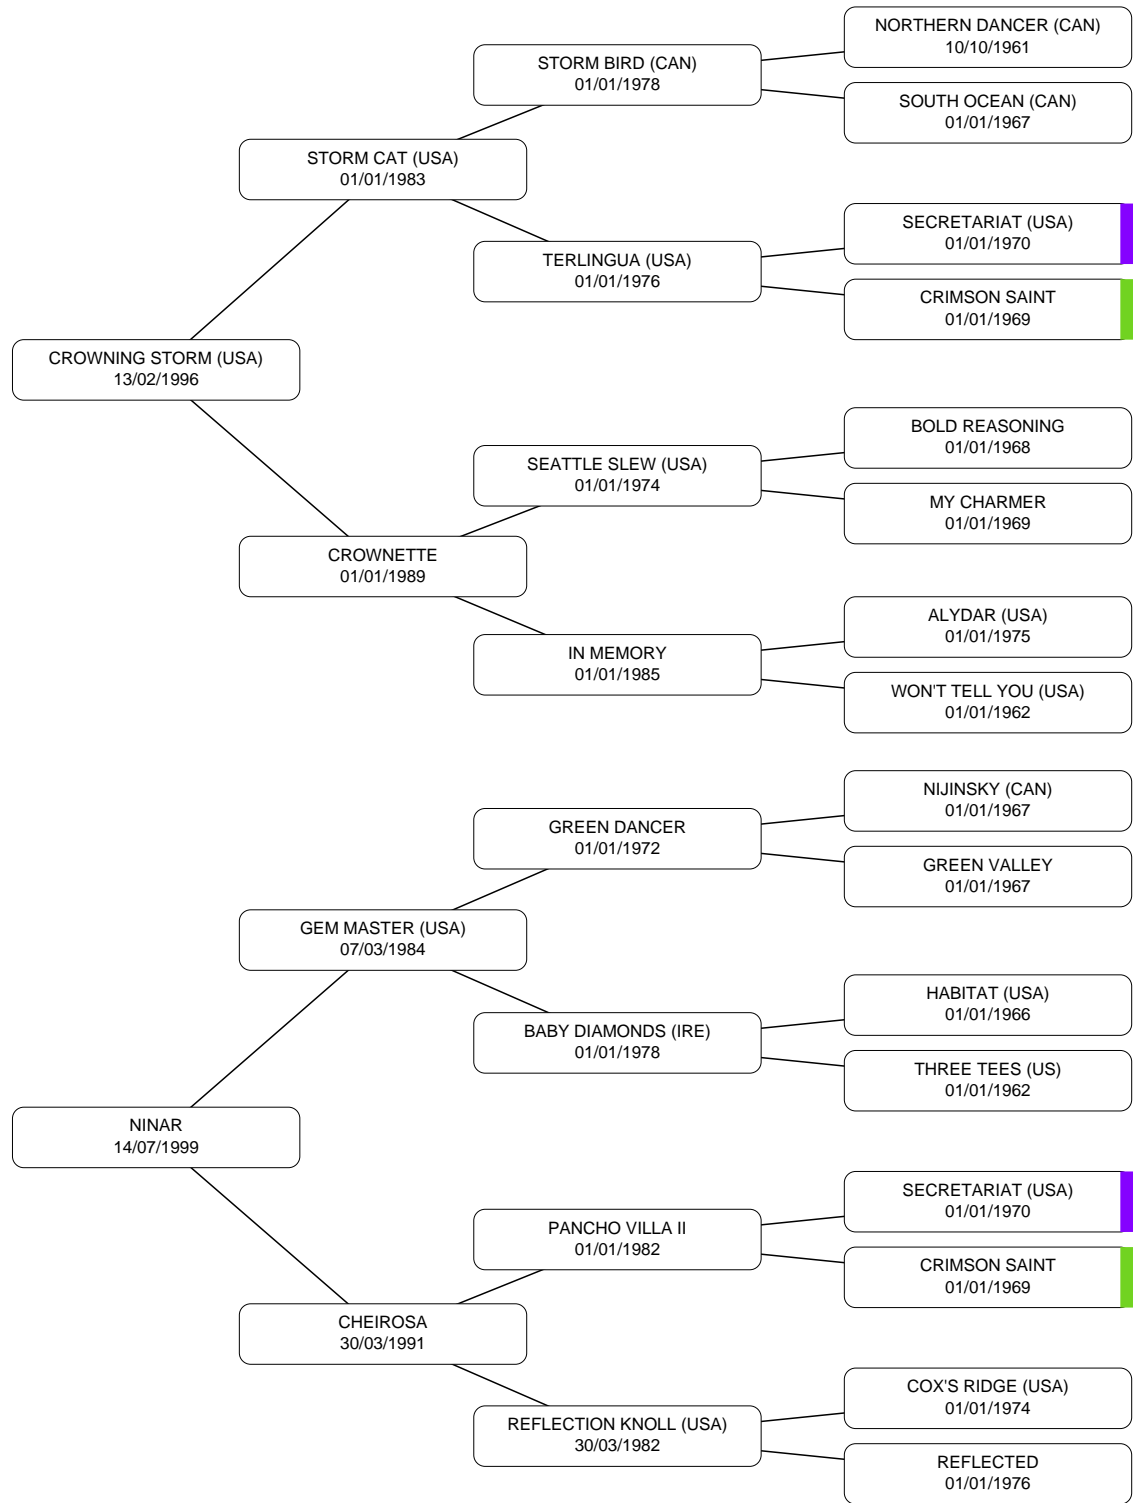 NORTHERN DANCER (CAN)
10/10/1961
STORM BIRD (CAN)
01/01/1978
SOUTH OCEAN (CAN)
01/01/1967
STORM CAT (USA)
01/01/1983
SECRETARIAT (USA)
01/01/1970
TERLINGUA (USA)
01/01/1976
CRIMSON SAINT
01/01/1969
CROWNING STORM (USA)
13/02/1996
BOLD REASONING
01/01/1968
SEATTLE SLEW (USA)
01/01/1974
MY CHARMER
01/01/1969
CROWNETTE
01/01/1989
ALYDAR (USA)
01/01/1975
IN MEMORY
01/01/1985
WON'T TELL YOU (USA)
01/01/1962
NIJINSKY (CAN)
01/01/1967
GREEN DANCER
01/01/1972
GREEN VALLEY
01/01/1967
GEM MASTER (USA)
07/03/1984
HABITAT (USA)
01/01/1966
BABY DIAMONDS (IRE)
01/01/1978
THREE TEES (US)
01/01/1962
NINAR
14/07/1999
SECRETARIAT (USA)
01/01/1970
PANCHO VILLA II
01/01/1982
CRIMSON SAINT
01/01/1969
CHEIROSA
30/03/1991
COX'S RIDGE (USA)
01/01/1974
REFLECTION KNOLL (USA)
30/03/1982
REFLECTED
01/01/1976